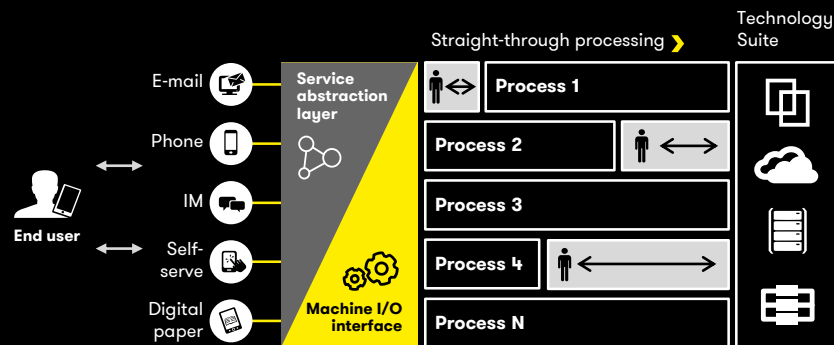 Technology
Suite
Straight-through processing
E-mail
Phone
IM
Self-
serve
Digital
paper
End user
Service
abstraction
layer
Machine I/O
interface
Process 1
Process 2
Process 3
Process 4
Process N